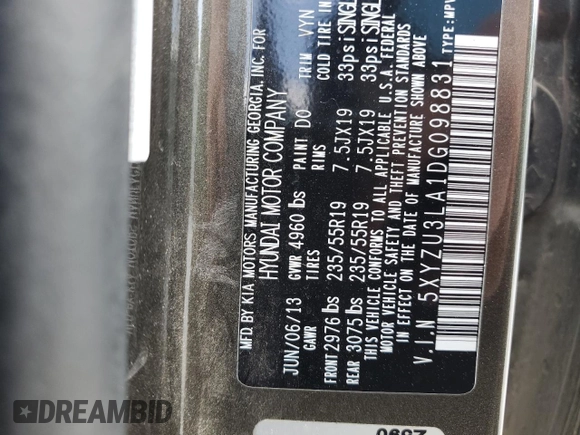 MFD. BY KIA MOTORS MANUFACTURING GEORGIA, INC. FOR
HYUNDAI MOTOR COMPANY
JUN/06/13 GVWR 4960 lbs PAINT D0 TRIM VYN
GAWR TIRES RIMS COLD TIRE IN
FRONT 2976 lbs 235/55R19 7.5JX19 33psi SINGL
REAR 3075 lbs 235/55R19 7.5JX19 33psi SINGL
THIS VEHICLE CONFORMS TO ALL APPLICABLE U.S.A. FEDERAL
MOTOR VEHICLE SAFETY AND THEFT PREVENTION STANDARDS
IN EFFECT ON THE DATE OF MANUFACTURE SHOWN ABOVE
V.I.N 5XYZU3LA1DG098831 TYPE:MPV
DREAMBID